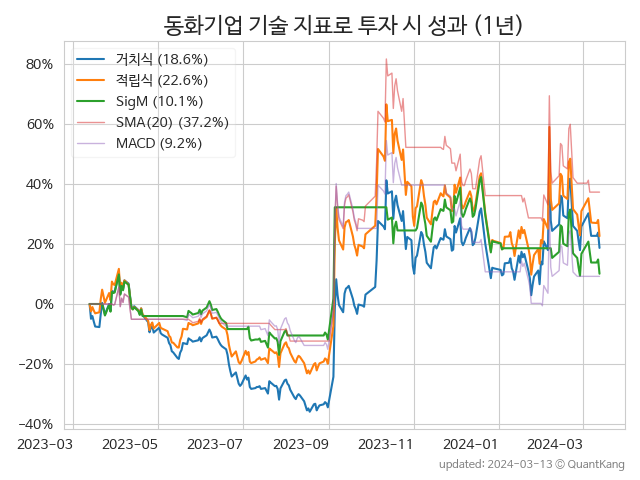 동화기업 기술 지표로 투자 시 성과 (1년)
거치식 (18.6%)
적립식 (22.6%)
SigM (10.1%)
SMA(20) (37.2%)
MACD (9.2%)
80%
60%
40%
20%
0%
−20%
−40%
2023-03 2023-05 2023-07 2023-09 2023-11 2024-01 2024-03
updated: 2024-03-13 © QuantKang